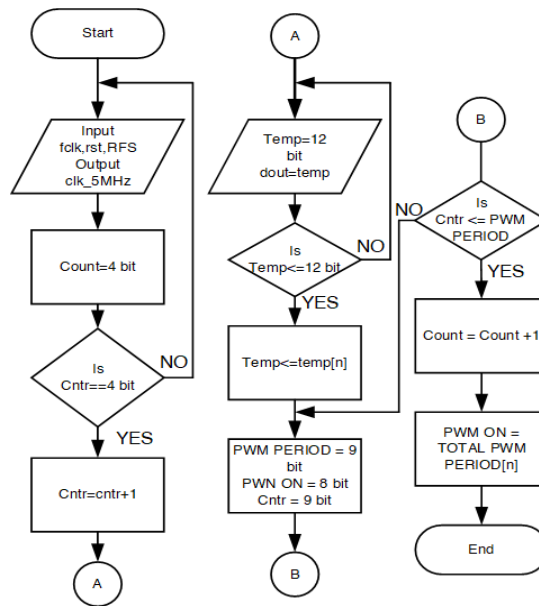 Start
Input
fclk,rst,RFS
Output
clk_5MHz
Count=4 bit
Is
Cntr==4 bit
NO
YES
Cntr=cntr+1
A
A
Temp=12
bit
dout=temp
Is
Temp<=12 bit
NO
YES
Temp<=temp[n]
PWM PERIOD = 9
bit
PWN ON = 8 bit
Cntr = 9 bit
B
B
Is
Cntr <= PWM
PERIOD
NO
YES
Count = Count +1
PWM ON =
TOTAL PWM
PERIOD[n]
End